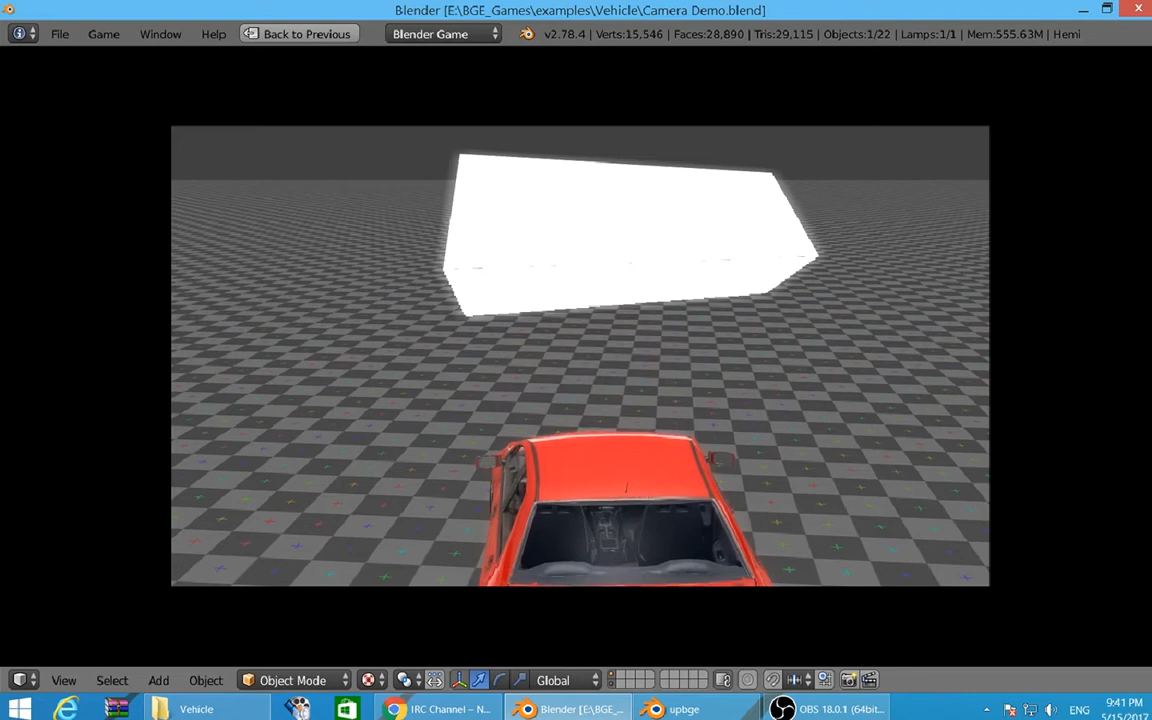 Blender [E:\BGE_Games\examples\Vehicle\Camera Demo.blend]
File Game Window Help Back to Previous Blender Game v2.78.4 | Verts:15,546 | Faces:28,890 | Tris:29,115 | Objects:1/22 | Lamps:1/1 | Mem:555.63M | Hemi
View Select Add Object Object Mode Global
Vehicle IRC Channel – N... Blender [E:\BGE_... upbge OBS 18.0.1 (64bit... ENG 9:41 PM
5/15/2017